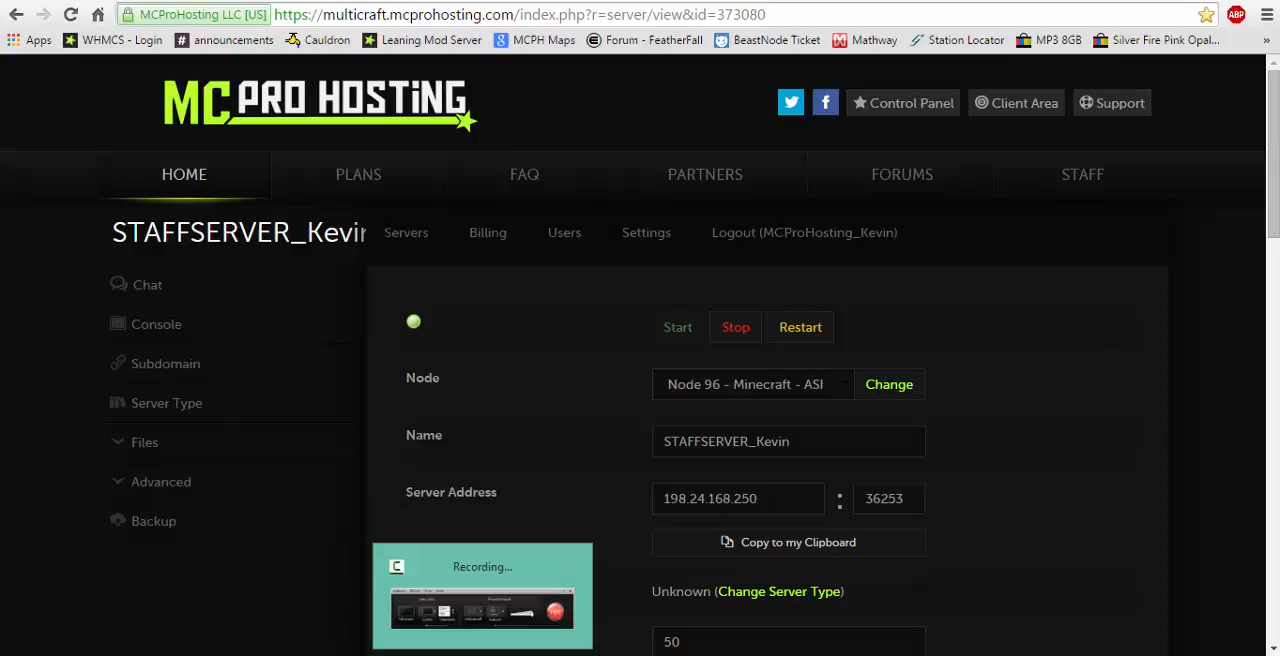 MCProHosting LLC [US] https://multicraft.mcprohosting.com/index.php?r=server/view&id=373080 ABP
Apps WHMCS - Login # announcements Cauldron Leaning Mod Server 8 MCPH Maps Forum - FeatherFall BeastNode Ticket Mathway Station Locator MP3 8GB Silver Fire Pink Opal... »
MC PRO HOSTING
f Control Panel Client Area Support
HOME PLANS FAQ PARTNERS FORUMS STAFF
STAFFSERVER_Kevin Servers Billing Users Settings Logout (MCProHosting_Kevin)
Chat
Start Stop Restart
Console
Subdomain
Node Node 96 - Minecraft - ASI Change
Server Type
Name STAFFSERVER_Kevin
Files
Advanced
Server Address 198.24.168.250 : 36253
Backup
Copy to my Clipboard
C Recording...
rec
Unknown (Change Server Type)
50